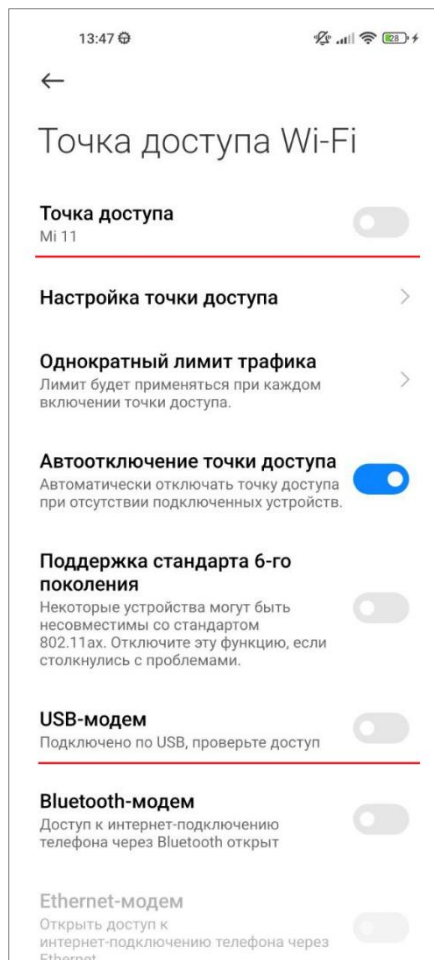 13:47
28
Точка доступа Wi-Fi
Точка доступа
Mi 11
Настройка точки доступа
Однократный лимит трафика
Лимит будет применяться при каждом
включении точки доступа.
Автоотключение точки доступа
Автоматически отключать точку доступа
при отсутствии подключенных устройств.
Поддержка стандарта 6-го
поколения
Некоторые устройства могут быть
несовместимы со стандартом
802.11ax. Отключите эту функцию, если
столкнулись с проблемами.
USB-модем
Подключено по USB, проверьте доступ
Bluetooth-модем
Доступ к интернет-подключению
телефона через Bluetooth открыт
Ethernet-модем
Открыть доступ к
интернет-подключению телефона через
Ethernet